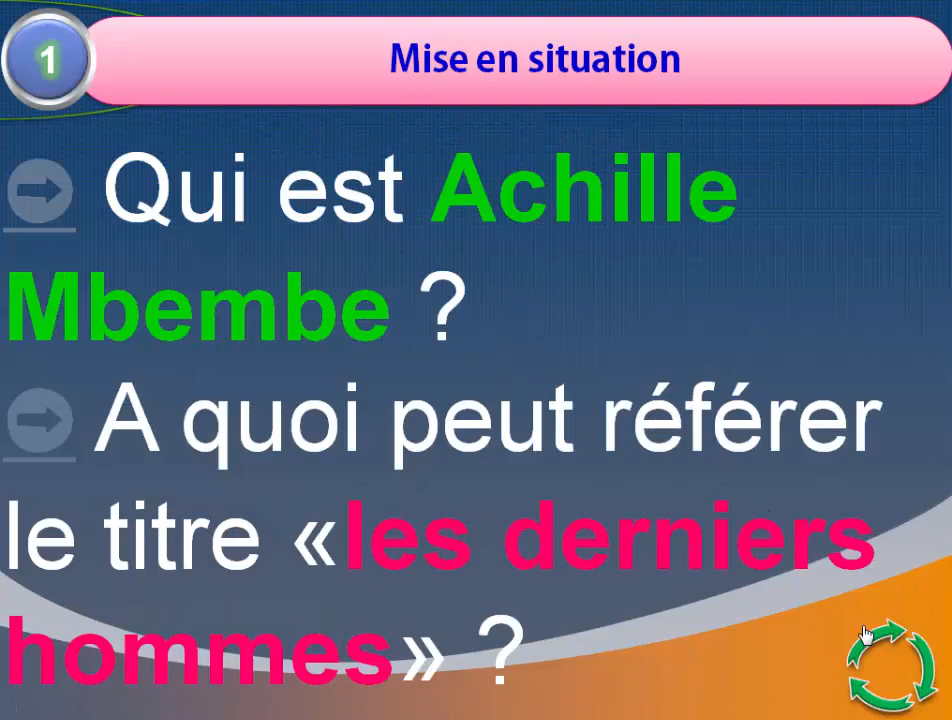 1
Mise en situation
Qui est Achille
Mbembe ?
A quoi peut référer
le titre «les derniers
hommes» ?